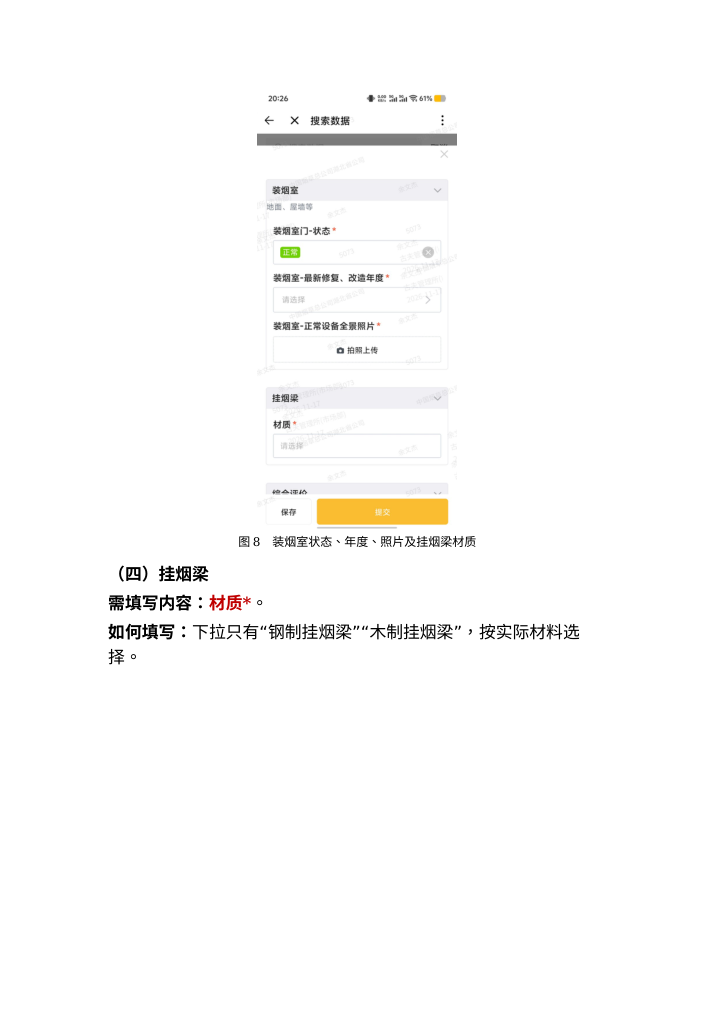 20:26
61%
搜索数据
装烟室
地面、屋墙等
装烟室门-状态*
正常
装烟室-最新修复、改造年度*
请选择
装烟室-正常设备全景照片*
拍照上传
挂烟梁
材质*
请选择
综合评价
保存
提交
图 8 装烟室状态、年度、照片及挂烟梁材质
（四）挂烟梁
需填写内容：材质*。
如何填写：下拉只有“钢制挂烟梁”“木制挂烟梁”，按实际材料选
择。